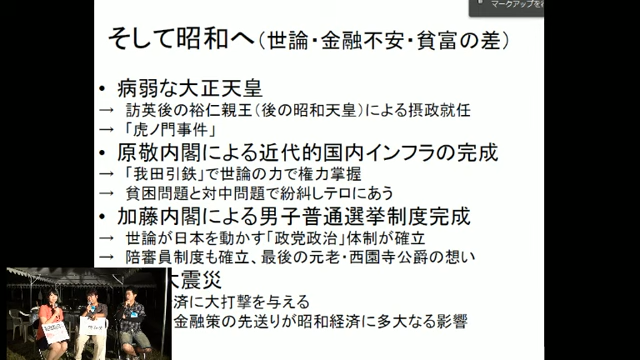 マークアップを
そして昭和へ(世論・金融不安・貧富の差)
• 病弱な大正天皇
→ 訪英後の裕仁親王(後の昭和天皇)による摂政就任
→ 「虎ノ門事件」
• 原敬内閣による近代的国内インフラの完成
→ 「我田引鉄」で世論の力で権力掌握
→ 貧困問題と対中問題で紛糾しテロにあう
• 加藤内閣による男子普通選挙制度完成
→ 世論が日本を動かす「政党政治」体制が確立
→ 陪審員制度も確立、最後の元老・西園寺公爵の想い
大震災
済に大打撃を与える
金融策の先送りが昭和経済に多大なる影響